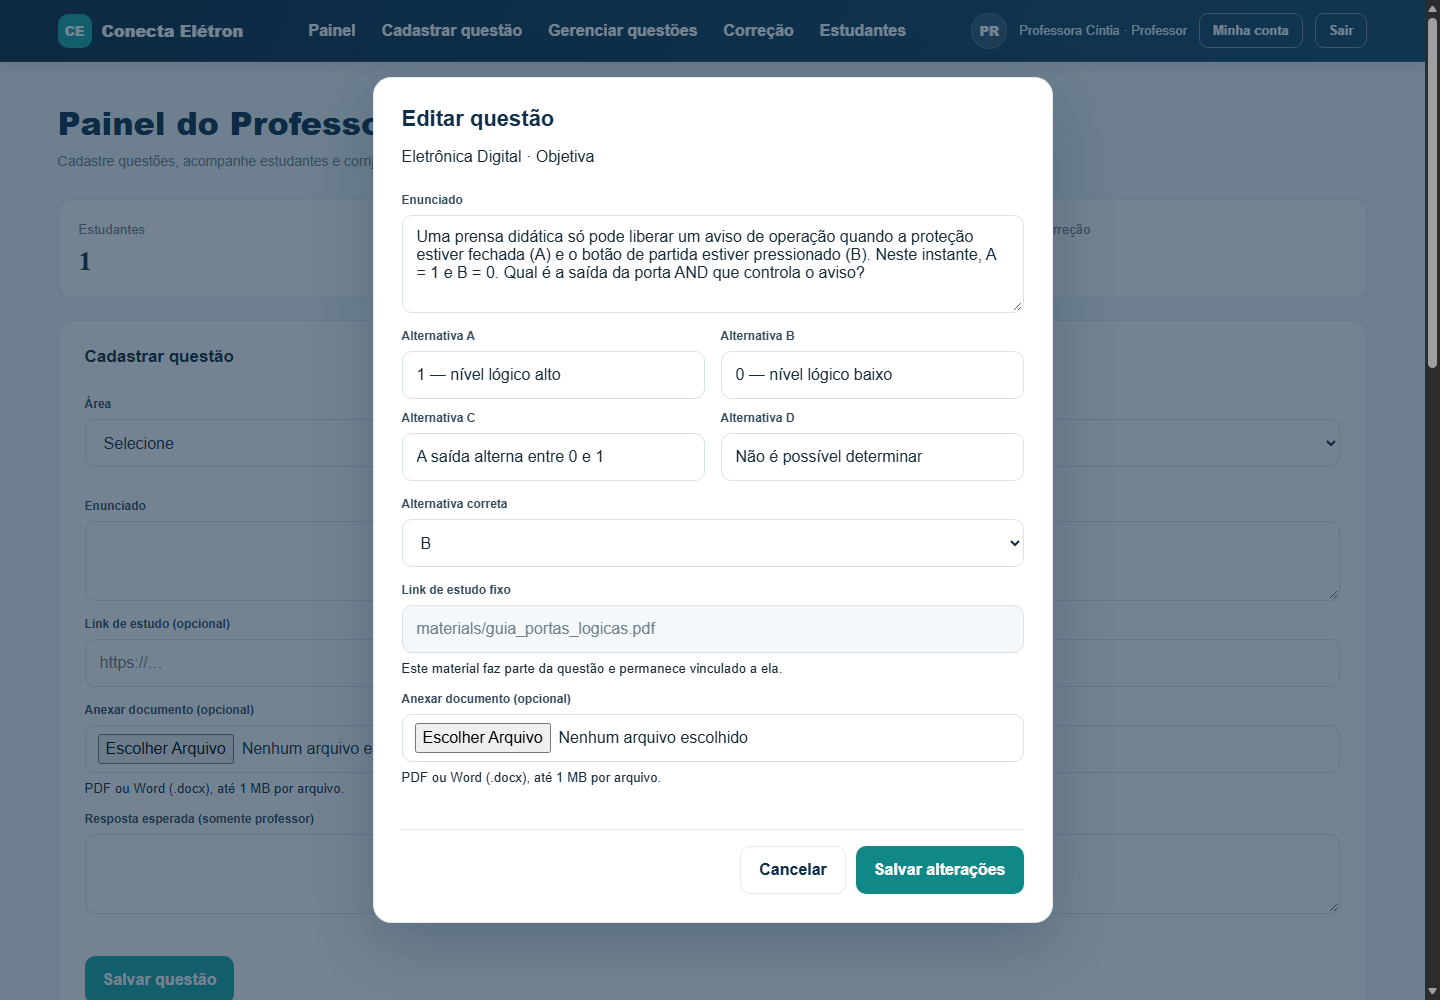 CE Conecta Elétron Painel Cadastrar questão Gerenciar questões Correção Estudantes PR Professora Cíntia · Professor Minha conta Sair
Painel do Professo
Cadastre questões, acompanhe estudantes e corrij
Estudantes
1
rreção
Cadastrar questão
Área
Selecione
Enunciado
Link de estudo (opcional)
https://...
Anexar documento (opcional)
Escolher Arquivo Nenhum arquivo e
PDF ou Word (.docx), até 1 MB por arquivo.
Resposta esperada (somente professor)
Salvar questão
Editar questão
Eletrônica Digital · Objetiva
Enunciado
Uma prensa didática só pode liberar um aviso de operação quando a proteção
estiver fechada (A) e o botão de partida estiver pressionado (B). Neste instante, A
= 1 e B = 0. Qual é a saída da porta AND que controla o aviso?
Alternativa A
1 — nível lógico alto
Alternativa B
0 — nível lógico baixo
Alternativa C
A saída alterna entre 0 e 1
Alternativa D
Não é possível determinar
Alternativa correta
B
Link de estudo fixo
materials/guia_portas_logicas.pdf
Este material faz parte da questão e permanece vinculado a ela.
Anexar documento (opcional)
Escolher Arquivo Nenhum arquivo escolhido
PDF ou Word (.docx), até 1 MB por arquivo.
Cancelar Salvar alterações